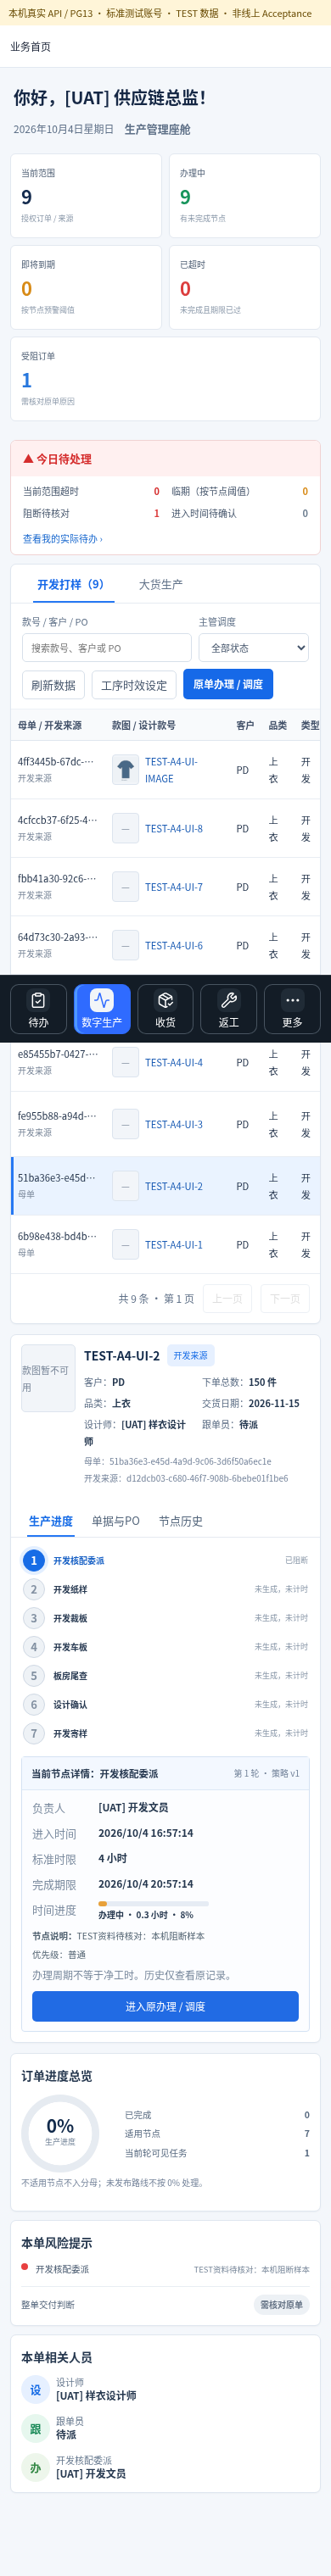 本机真实 API / PG13 · 标准测试账号 · TEST 数据 · 非线上 Acceptance
业务首页
你好，[UAT] 供应链总监！
2026年10月4日星期日 生产管理座舱
当前范围
9
授权订单 / 来源
办理中
9
有未完成节点
即将到期
0
按节点预警阈值
已超时
0
未完成且期限已过
受阻订单
1
需核对原单原因
▲ 今日待处理
当前范围超时 0 临期（按节点阈值） 0
阻断待核对 1 进入时间待确认 0
查看我的实际待办 ›
开发打样（9） 大货生产
款号 / 客户 / PO 主管调度
搜索款号、客户或 PO 全部状态
刷新数据 工序时效设定 原单办理 / 调度
母单 / 开发来源 款图 / 设计款号 客户 品类 类型
4ff3445b-67dc-… TEST-A4-UI-IMAGE PD 上衣 开发
开发来源
4cfccb37-6f25-4… — TEST-A4-UI-8 PD 上衣 开发
开发来源
fbb41a30-92c6-… — TEST-A4-UI-7 PD 上衣 开发
开发来源
64d73c30-2a93-… — TEST-A4-UI-6 PD 上衣 开发
开发来源
待办 数字生产 收货 返工 更多
e85455b7-0427-… — TEST-A4-UI-4 PD 上衣 开发
开发来源
fe955b88-a94d-… — TEST-A4-UI-3 PD 上衣 开发
开发来源
51ba36e3-e45d-… — TEST-A4-UI-2 PD 上衣 开发
母单
6b98e438-bd4b-… — TEST-A4-UI-1 PD 上衣 开发
母单
共 9 条 · 第 1 页 上一页 下一页
款图暂不可用
TEST-A4-UI-2 开发来源
客户：PD 下单总数：150 件
品类：上衣 交货日期：2026-11-15
设计师：[UAT] 样衣设计师 跟单员：待派
母单：51ba36e3-e45d-4a9d-9c06-3d6f50a6ec1e
开发来源：d12dcb03-c680-46f7-908b-6bebe01f1be6
生产进度 单据与PO 节点历史
1 开发核配委派 已阻断
2 开发纸样 未生成，未计时
3 开发裁板 未生成，未计时
4 开发车板 未生成，未计时
5 板房尾查 未生成，未计时
6 设计确认 未生成，未计时
7 开发寄样 未生成，未计时
当前节点详情：开发核配委派 第 1 轮 · 策略 v1
负责人 [UAT] 开发文员
进入时间 2026/10/4 16:57:14
标准时限 4 小时
完成期限 2026/10/4 20:57:14
时间进度 办理中 · 0.3 小时 · 8%
节点说明：TEST资料待核对：本机阻断样本
优先级：普通
办理周期不等于净工时。历史仅查看原记录。
进入原办理 / 调度
订单进度总览
0%
生产进度
已完成 0
适用节点 7
当前轮可见任务 1
不适用节点不入分母；未发布路线不按 0% 处理。
本单风险提示
开发核配委派 TEST资料待核对：本机阻断样本
整单交付判断 需核对原单
本单相关人员
设 设计师
[UAT] 样衣设计师
跟 跟单员
待派
办 开发核配委派
[UAT] 开发文员